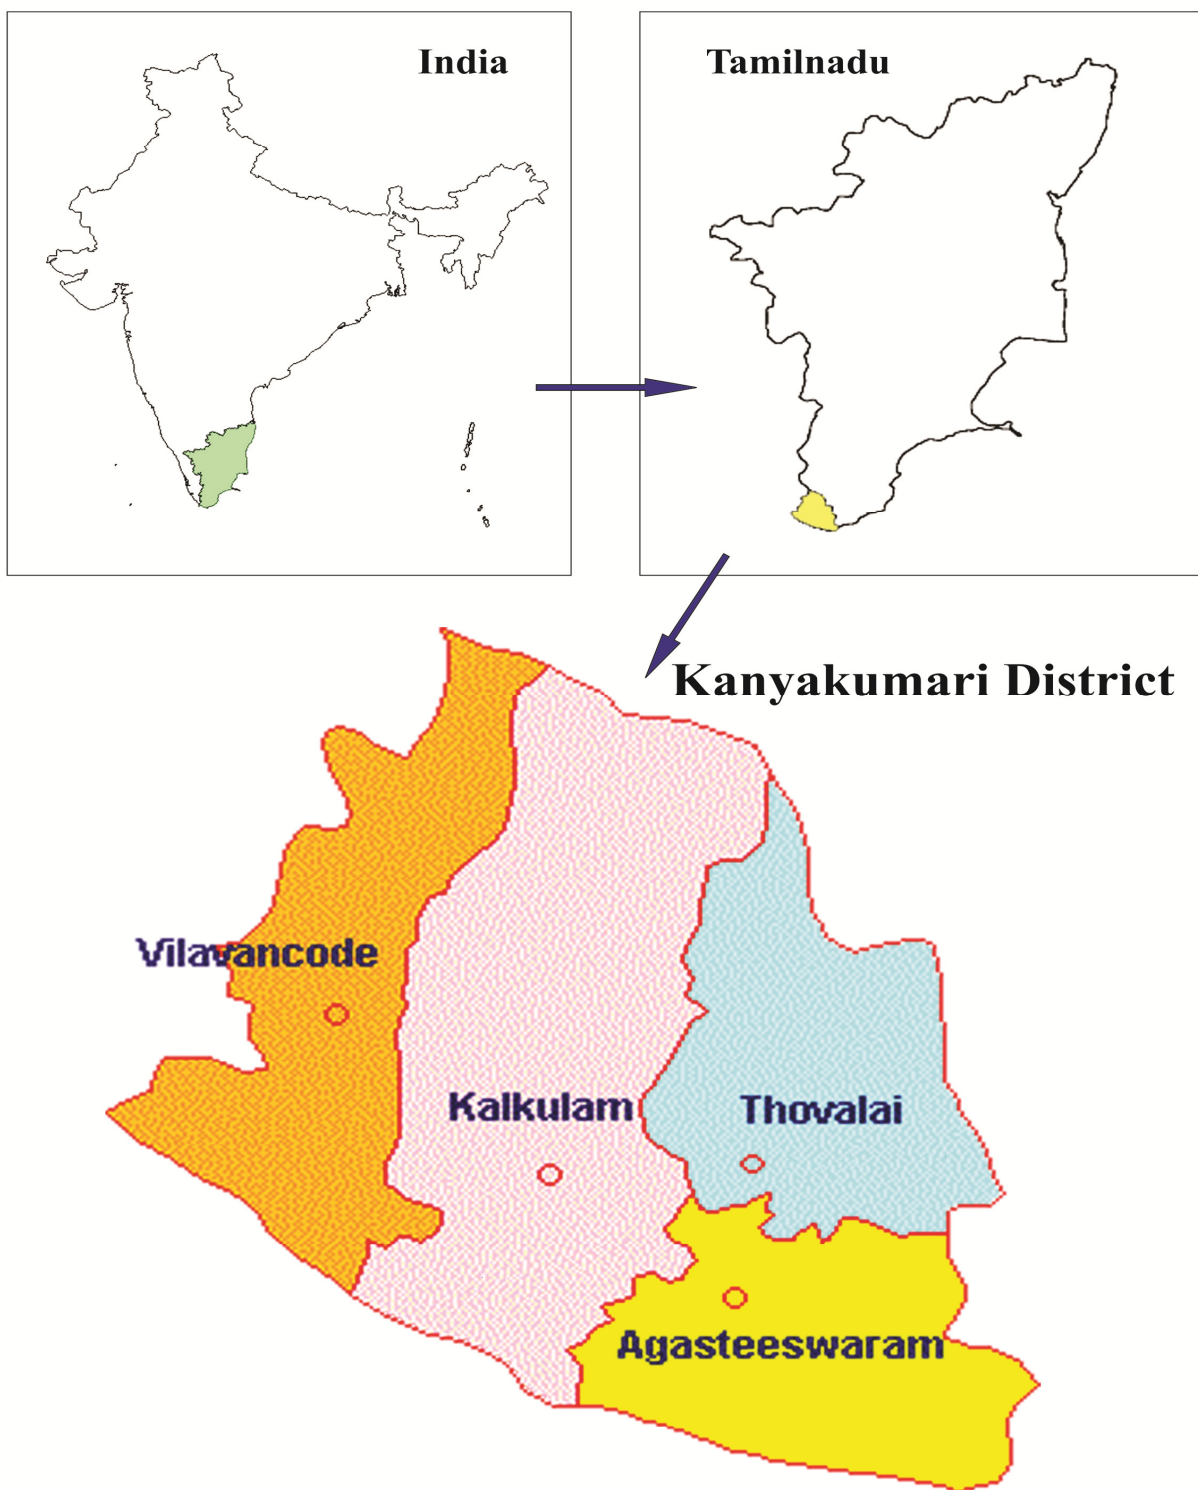 India
Tamilnadu
Kanyakumari District
Vilavancode
Kalkulam
Thovalai
Agasteeswaram